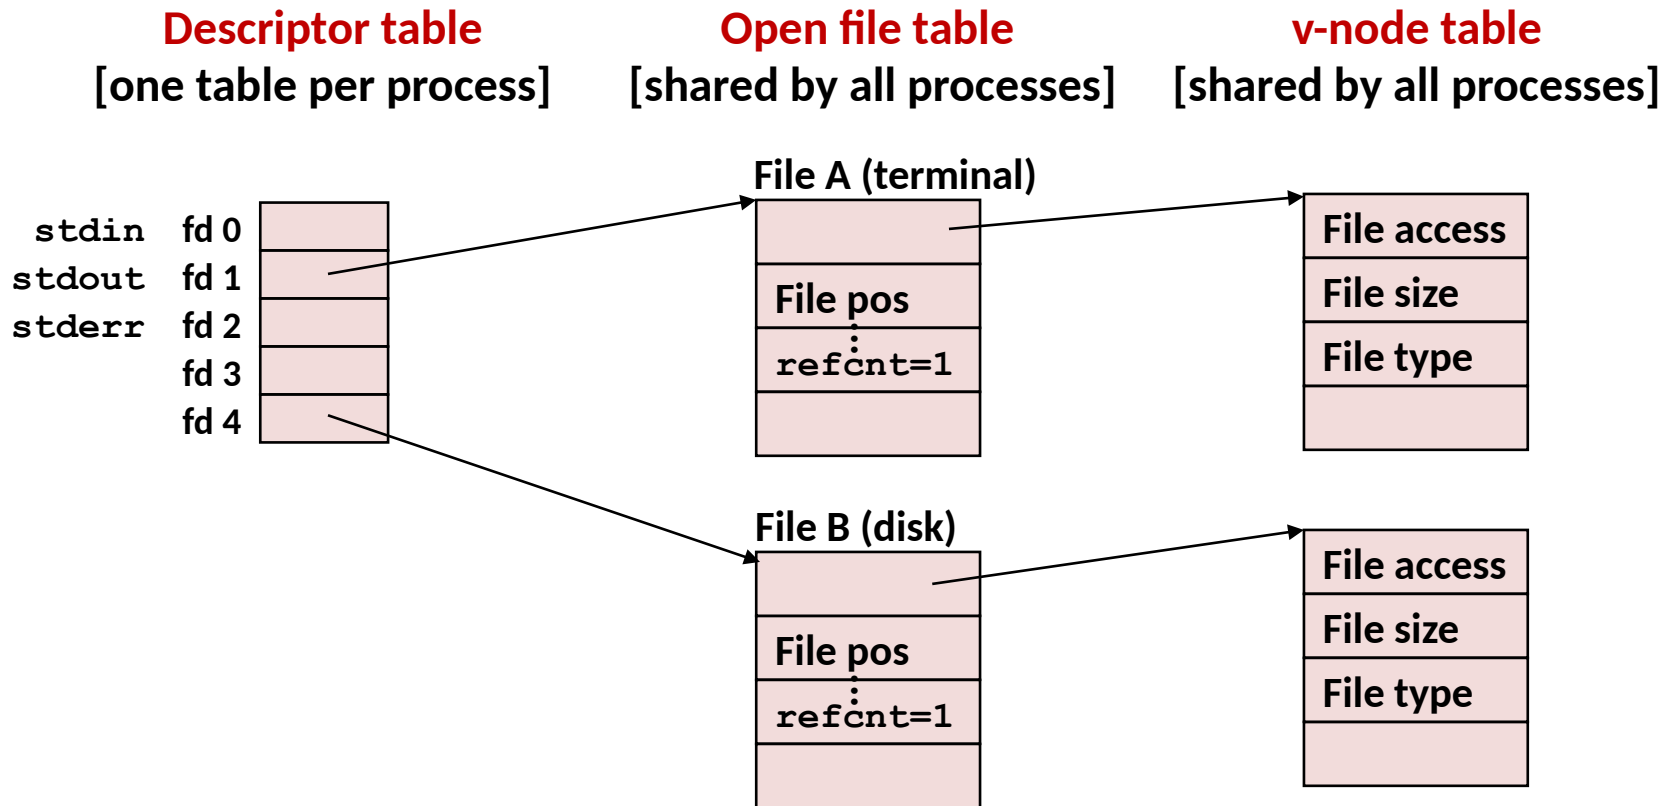 Descriptor table
[one table per process]
Open file table
[shared by all processes]
v-node table
[shared by all processes]
stdin fd 0
stdout fd 1
stderr fd 2
fd 3
fd 4
File A (terminal)
File pos
refcnt=1
File access
File size
File type
File B (disk)
File pos
refcnt=1
File access
File size
File type